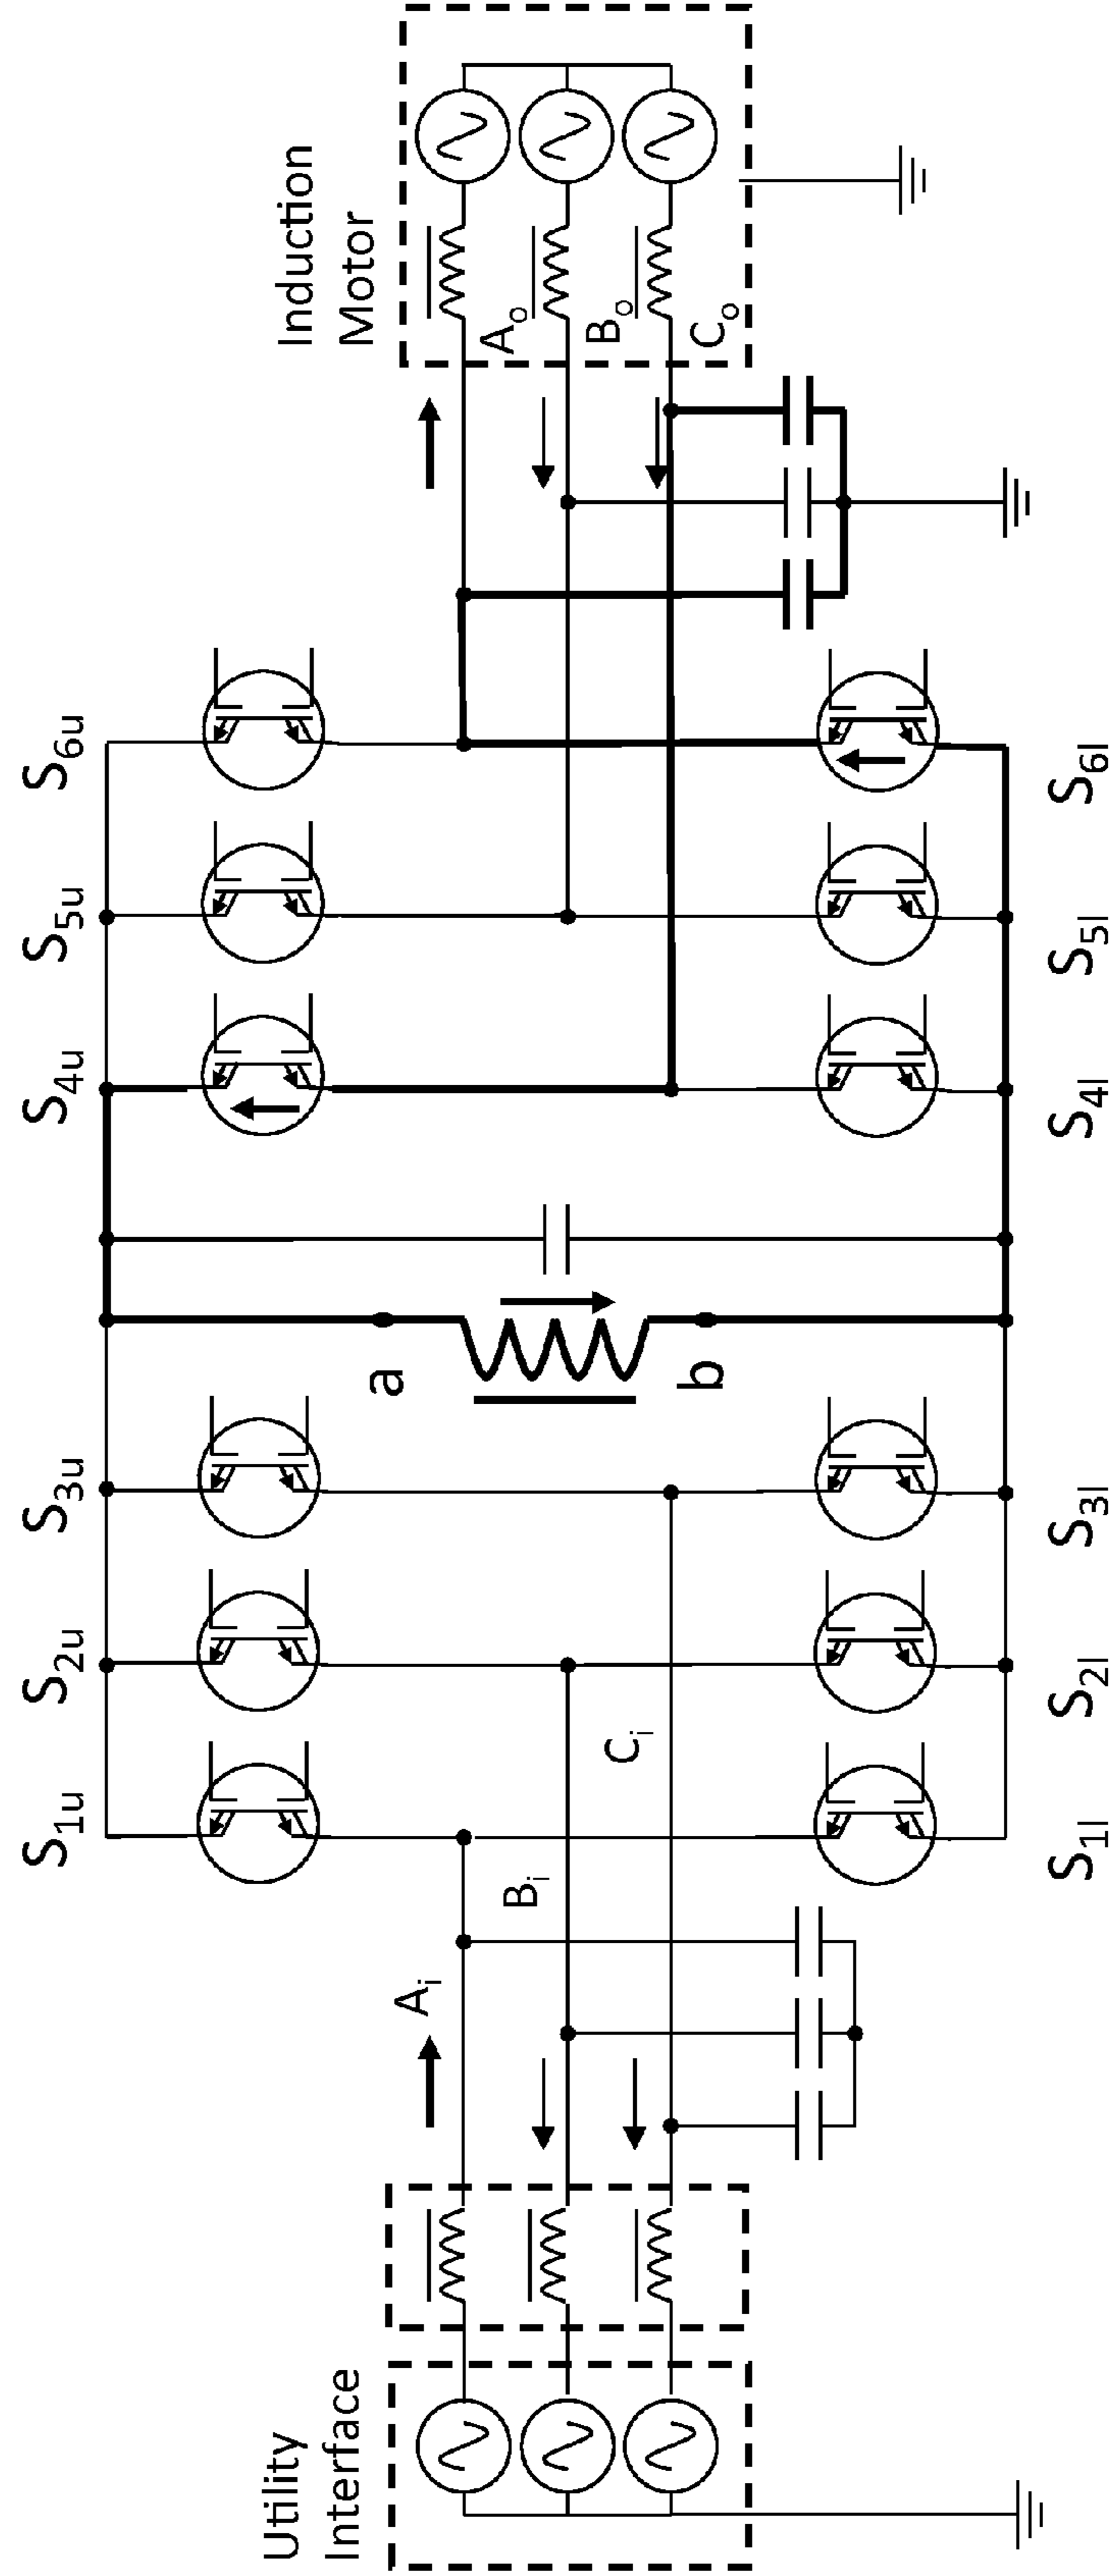 Utility
Interface
Induction
Motor
S1u
S2u
S3u
S4u
S5u
S6u
Ai
Bi
Ci
a
b
Ao
Bo
Co
S1l
S2l
S3l
S4l
S5l
S6l